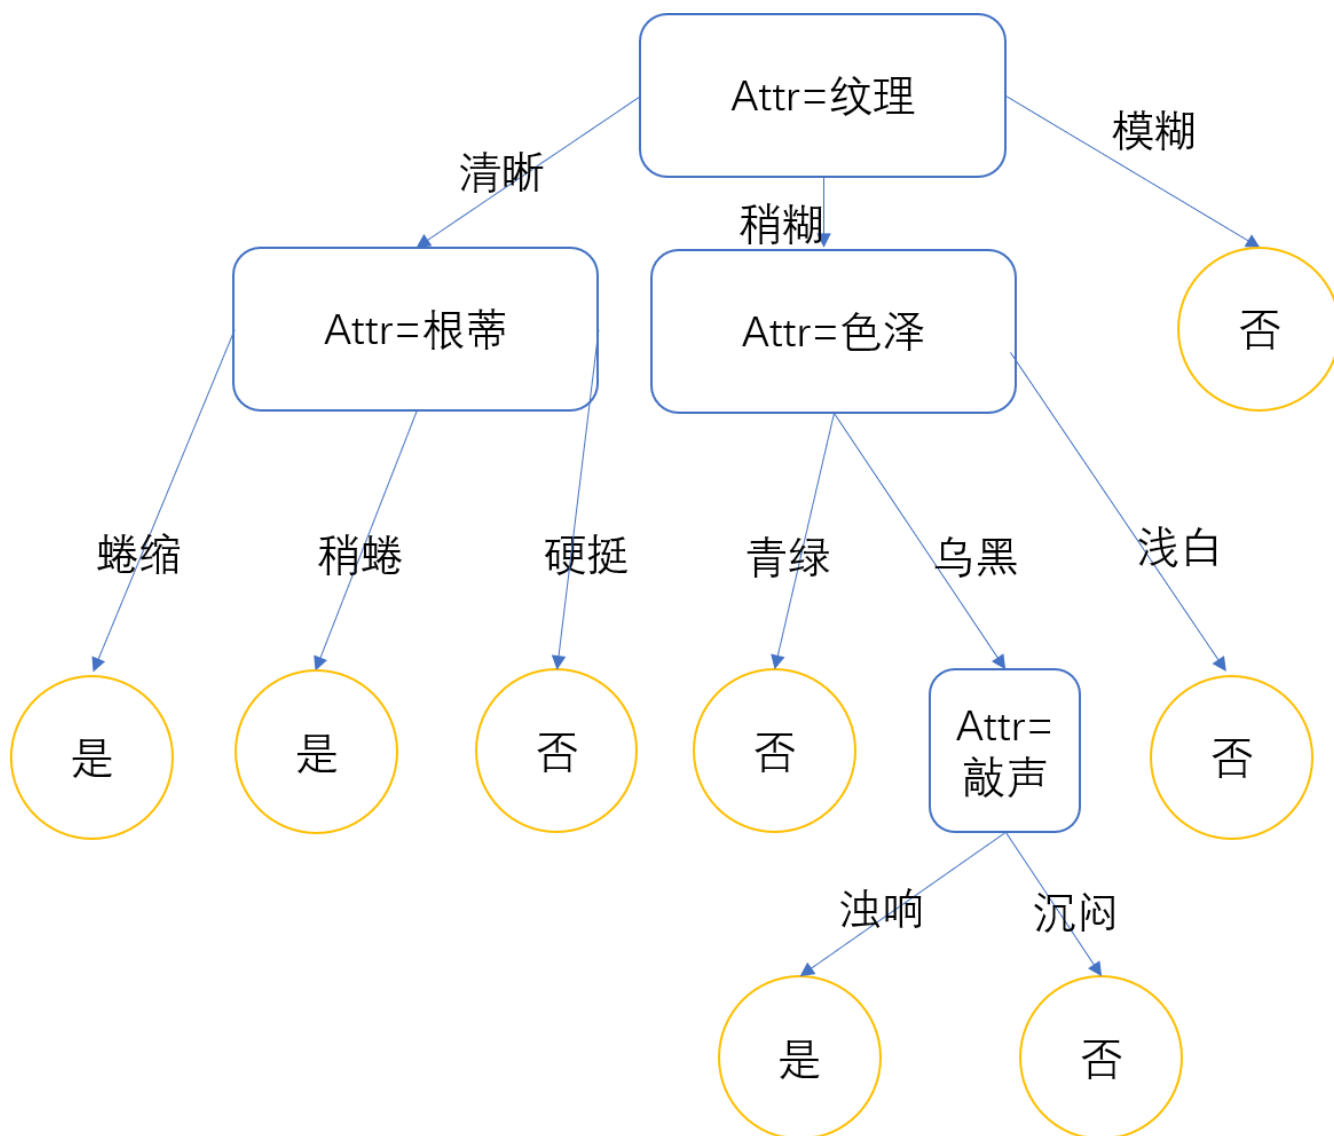 Attr=纹理
清晰
稍糊
模糊
Attr=根蒂
Attr=色泽
否
蜷缩
稍蜷
硬挺
青绿
乌黑
浅白
是
是
否
否
Attr=
敲声
否
浊响
沉闷
是
否